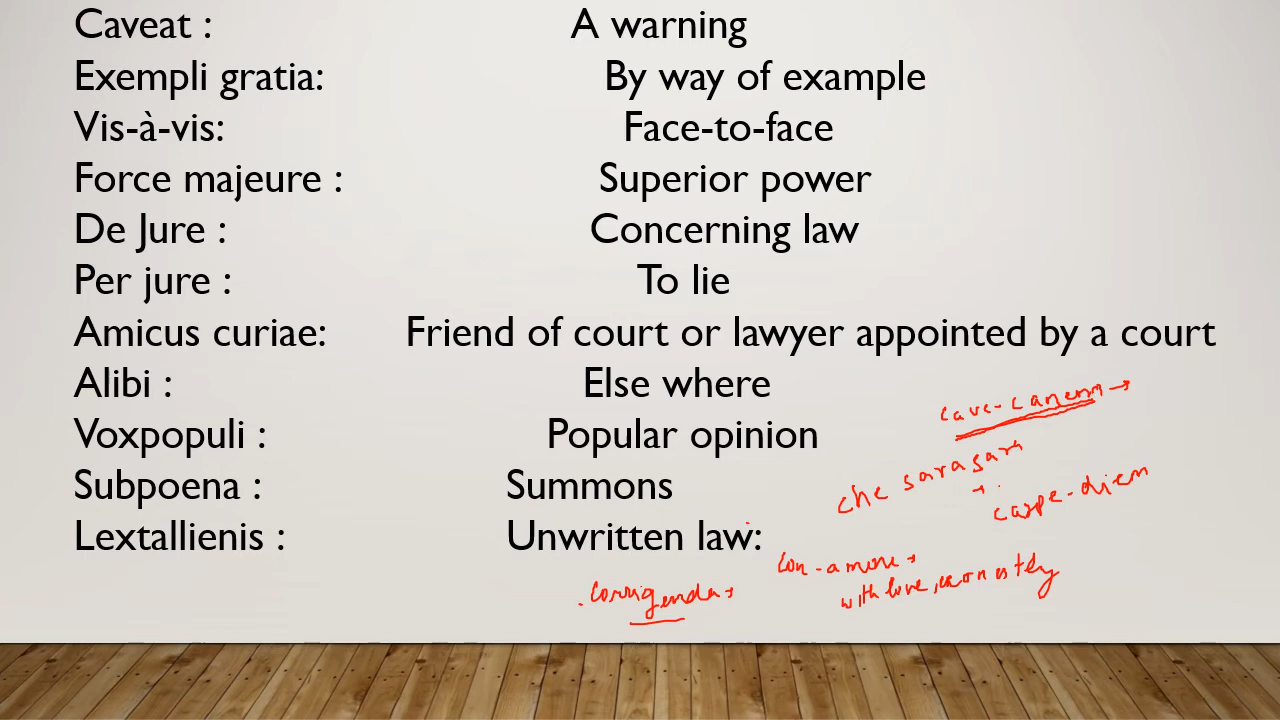 Caveat : A warning
Exempli gratia: By way of example
Vis-à-vis: Face-to-face
Force majeure : Superior power
De Jure : Concerning law
Per jure : To lie
Amicus curiae: Friend of court or lawyer appointed by a court
Alibi : Else where
Voxpopuli : Popular opinion
Subpoena : Summons
Lextallienis : Unwritten law:
cave-canem →
che sarasara →
carpe-diem
con-amore →
with love,
corrigenda →